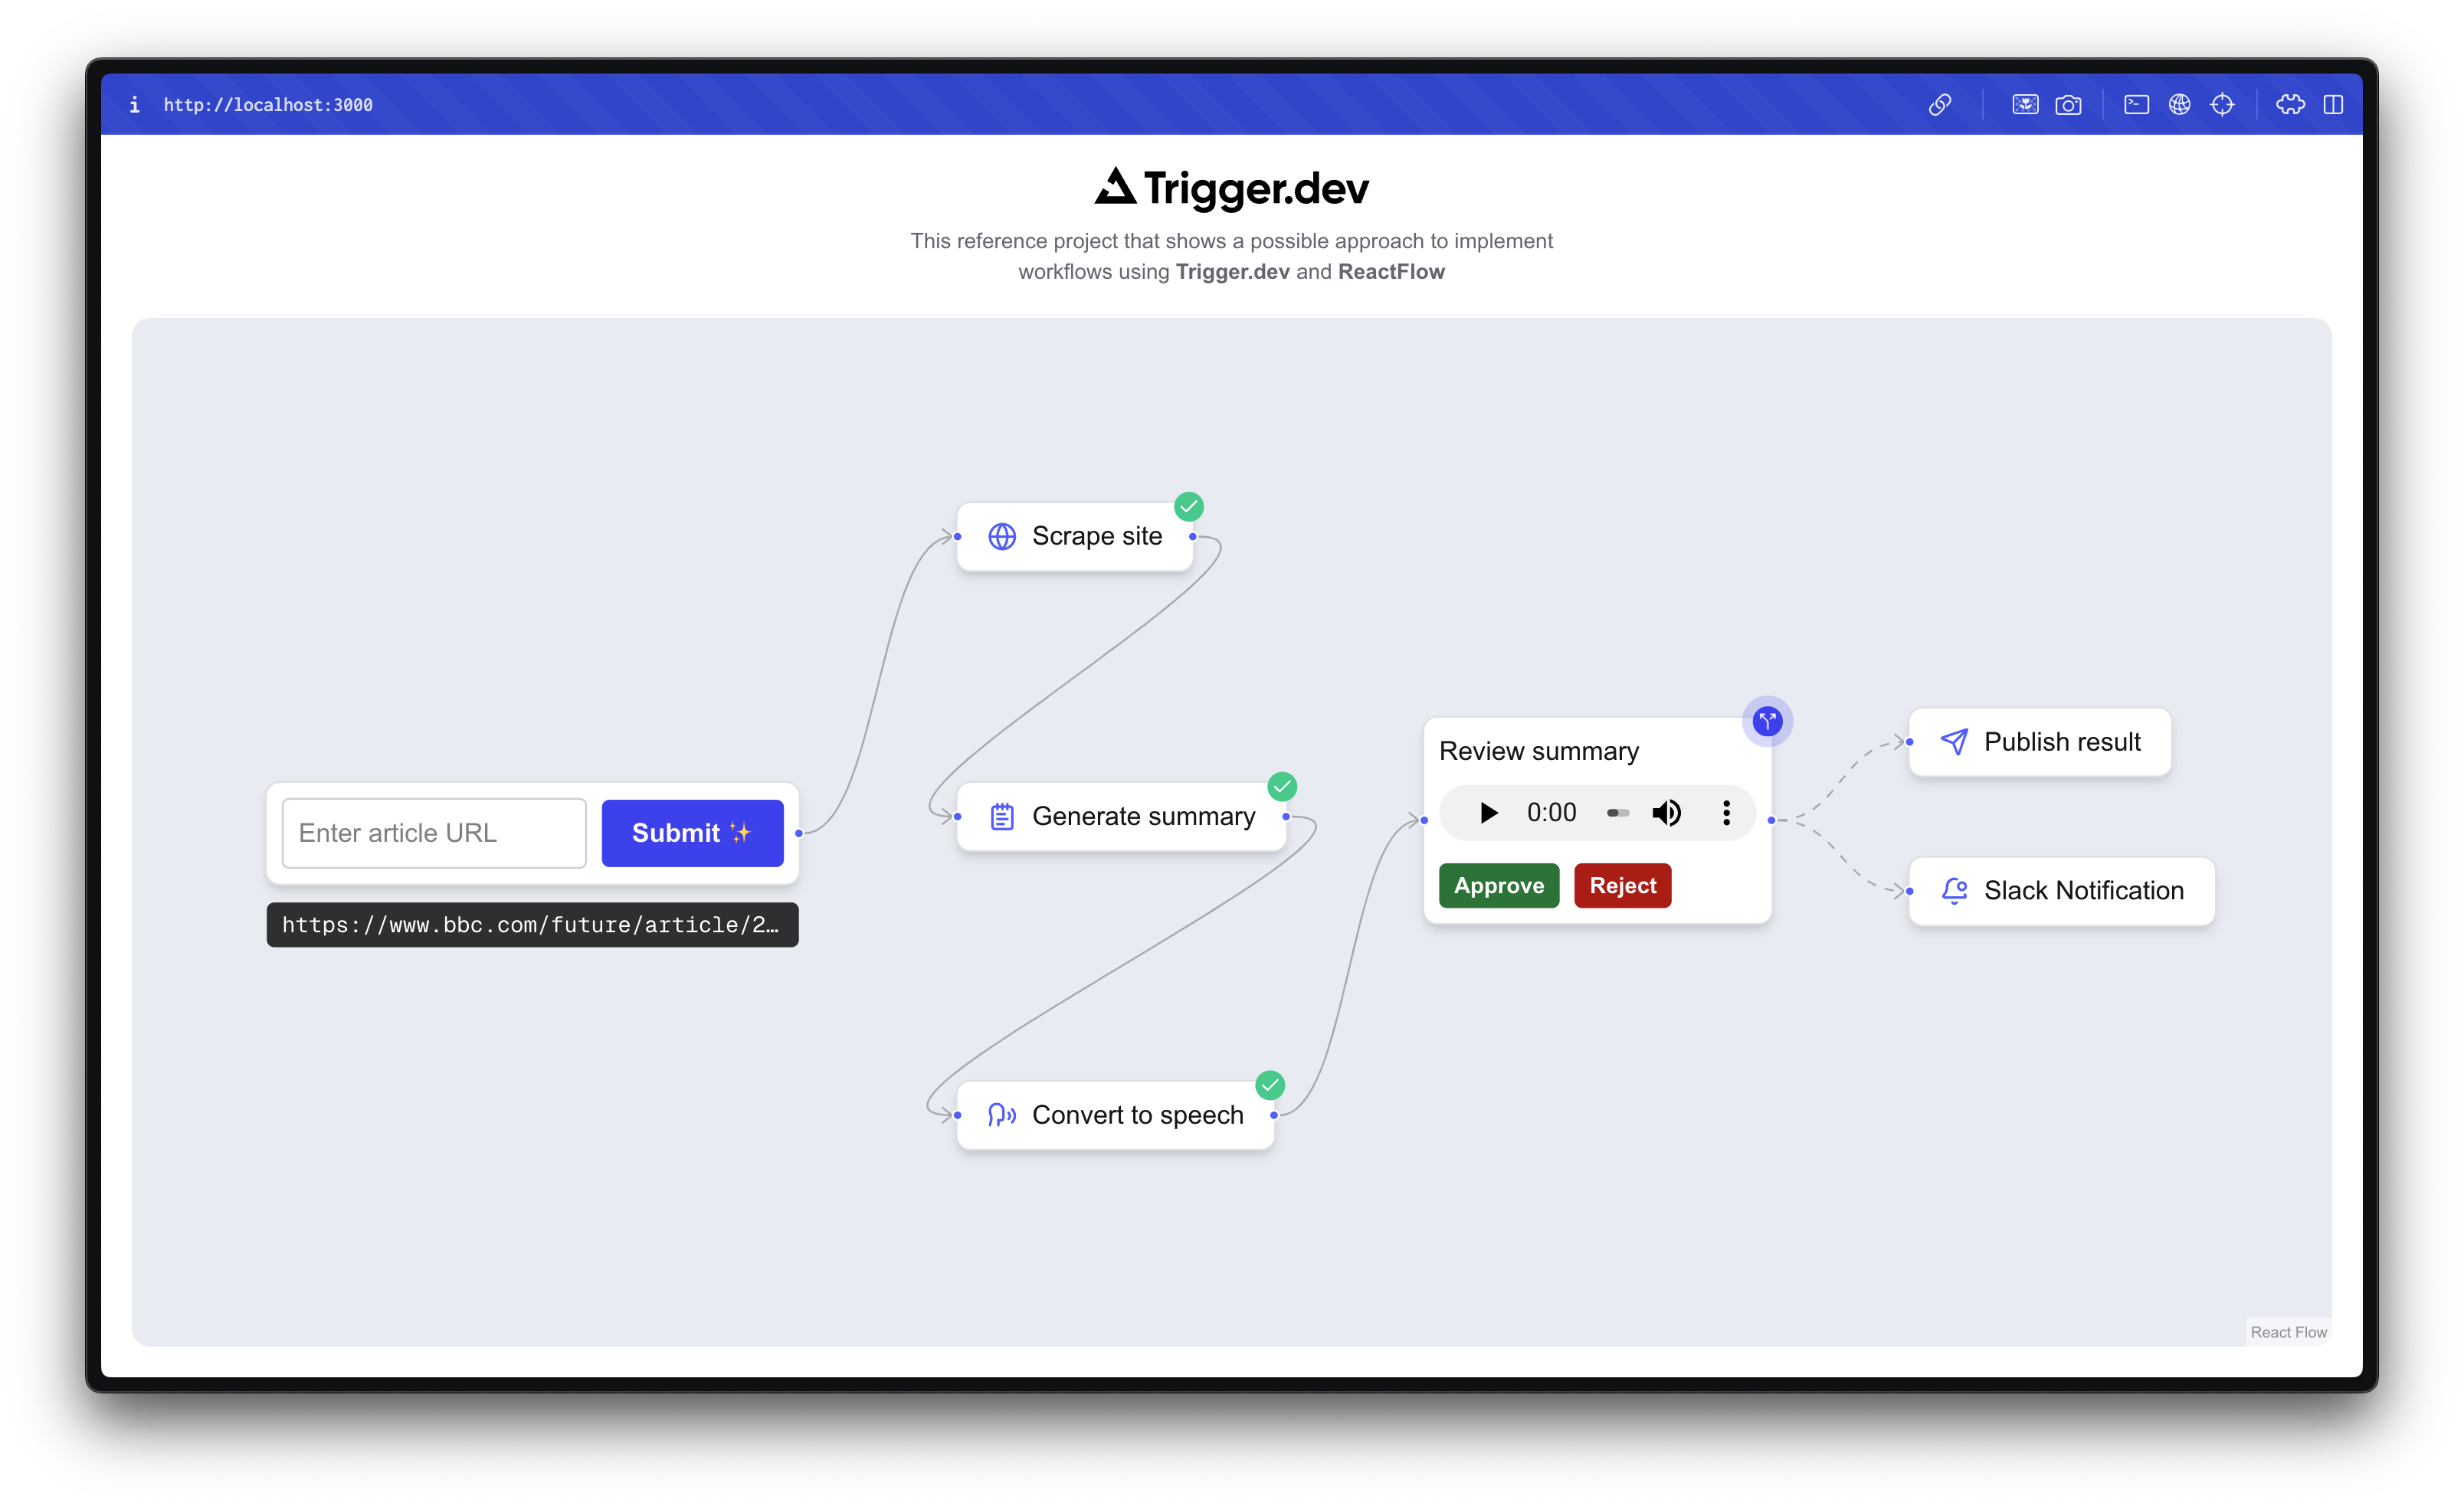 http://localhost:3000
Trigger.dev
This reference project that shows a possible approach to implement
workflows using Trigger.dev and ReactFlow
Scrape site
Generate summary
Convert to speech
Enter article URL
Submit ✨
https://www.bbc.com/future/article/2…
Review summary
0:00
Approve
Reject
Publish result
Slack Notification
React Flow